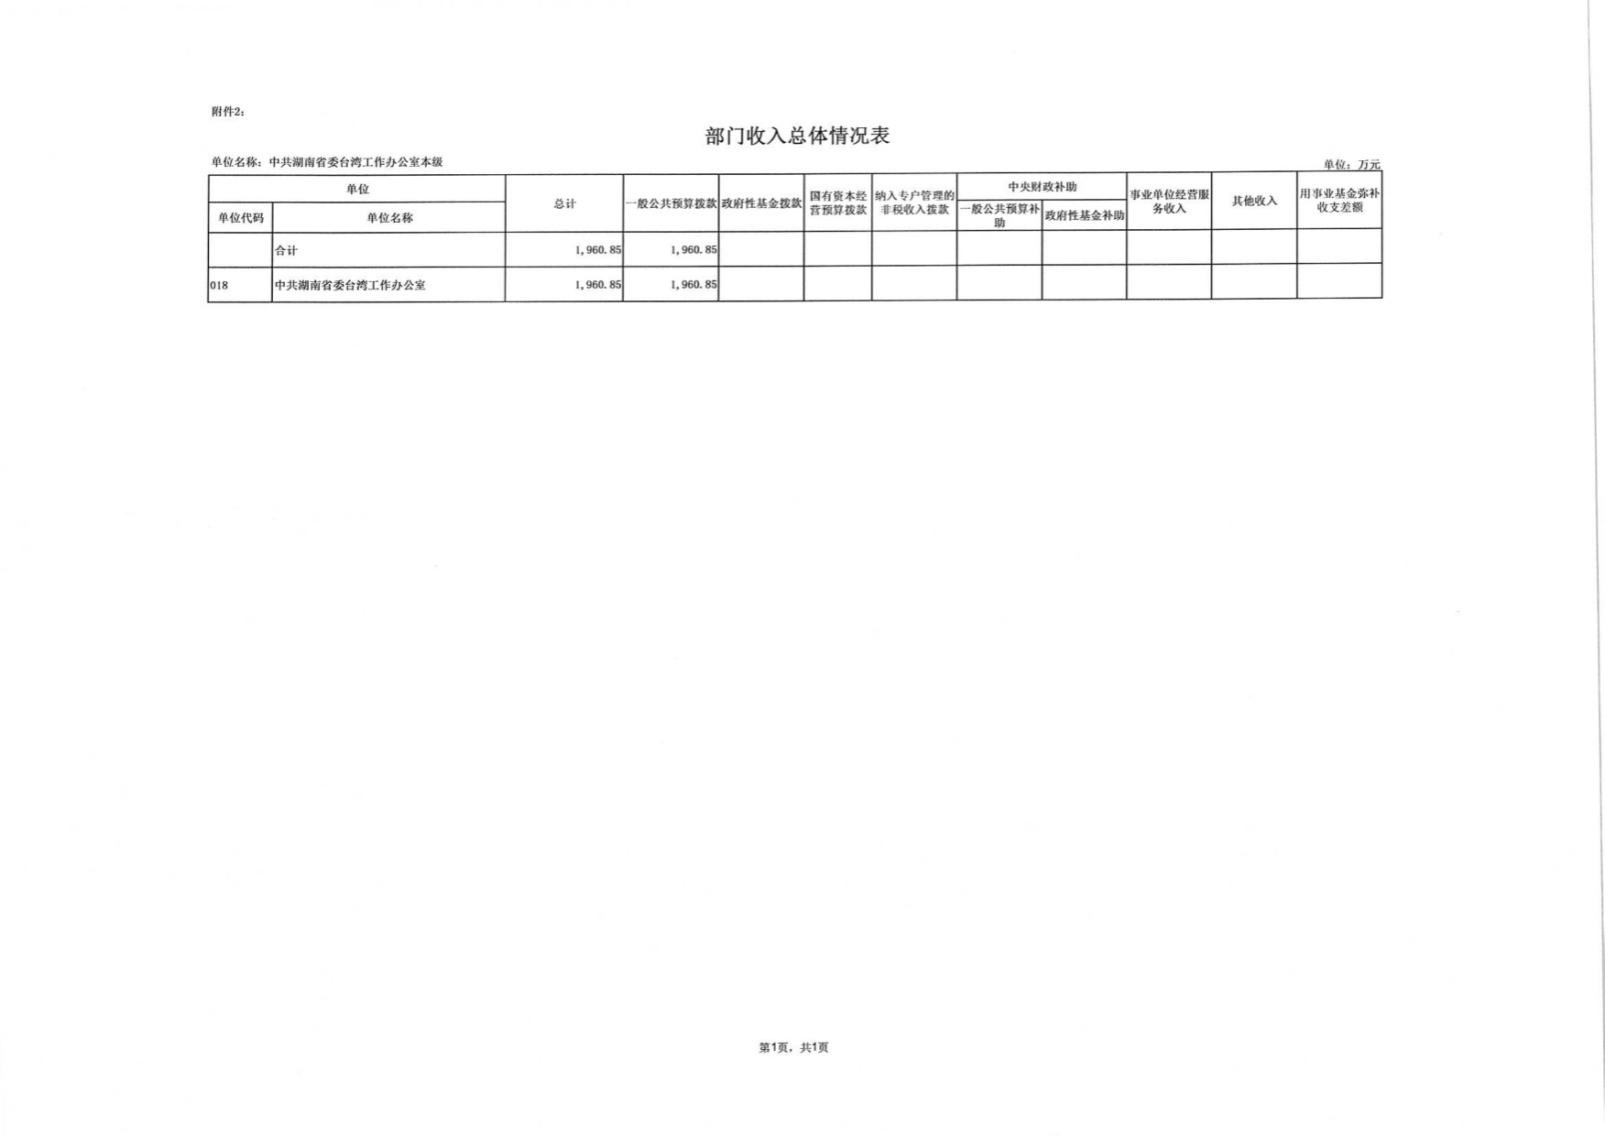 附件2：
部门收入总体情况表
单位名称：中共湖南省委台湾工作办公室本级
单位：万元
单位
总计
一般公共预算拨款
政府性基金拨款
国有资本经
营预算拨款
纳入专户管理的
非税收入拨款
中央财政补助
事业单位经营服
务收入
其他收入
用事业基金弥补
收支差额
单位代码
单位名称
一般公共预算补
助
政府性基金补助
合计
1,960.85
1,960.85
018
中共湖南省委台湾工作办公室
1,960.85
1,960.85
第1页，共1页